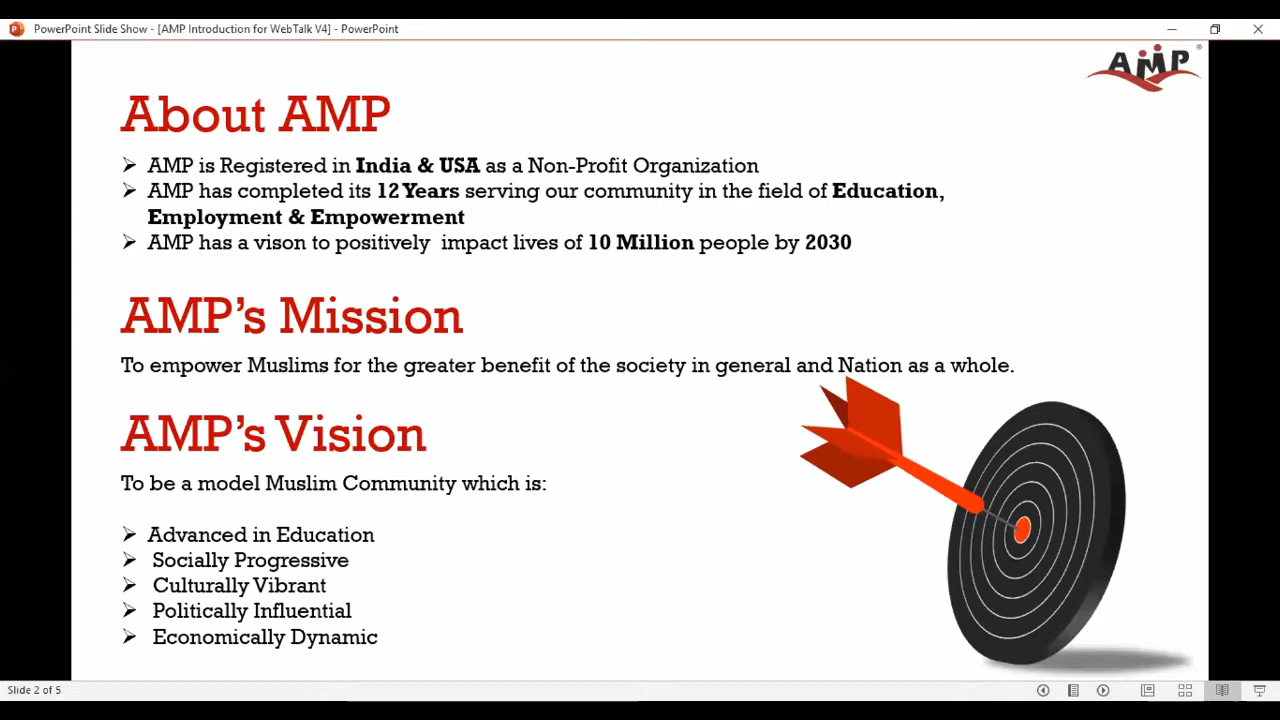 PowerPoint Slide Show - [AMP Introduction for WebTalk V4] - PowerPoint
AMP
®
About AMP
➢ AMP is Registered in India & USA as a Non-Profit Organization
➢ AMP has completed its 12 Years serving our community in the field of Education,
Employment & Empowerment
➢ AMP has a vison to positively impact lives of 10 Million people by 2030
AMP’s Mission
To empower Muslims for the greater benefit of the society in general and Nation as a whole.
AMP’s Vision
To be a model Muslim Community which is:
➢ Advanced in Education
➢ Socially Progressive
➢ Culturally Vibrant
➢ Politically Influential
➢ Economically Dynamic
Slide 2 of 5